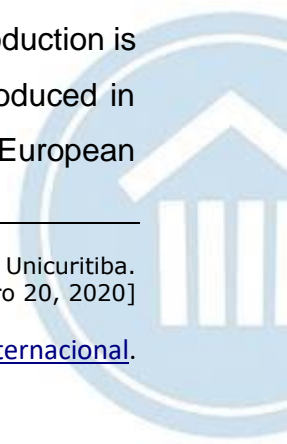 oduction is
oduced in
European
Unicuritiba.
ro 20, 2020]
ternacional.